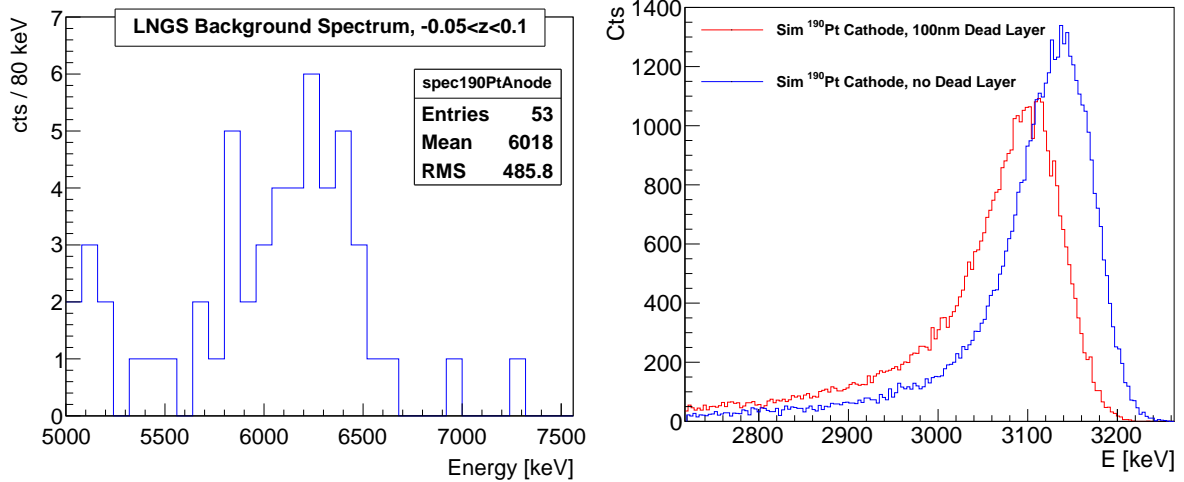 LNGS Background Spectrum, -0.05<z<0.1
spec190PtAnode
Entries 53
Mean 6018
RMS 485.8
cts / 80 keV
7
6
5
4
3
2
1
0
5000 5500 6000 6500 7000 7500
Energy [keV]
Cts
1400
1200
1000
800
600
400
200
0
Sim ¹⁹⁰Pt Cathode, 100nm Dead Layer
Sim ¹⁹⁰Pt Cathode, no Dead Layer
2800 2900 3000 3100 3200
E [keV]